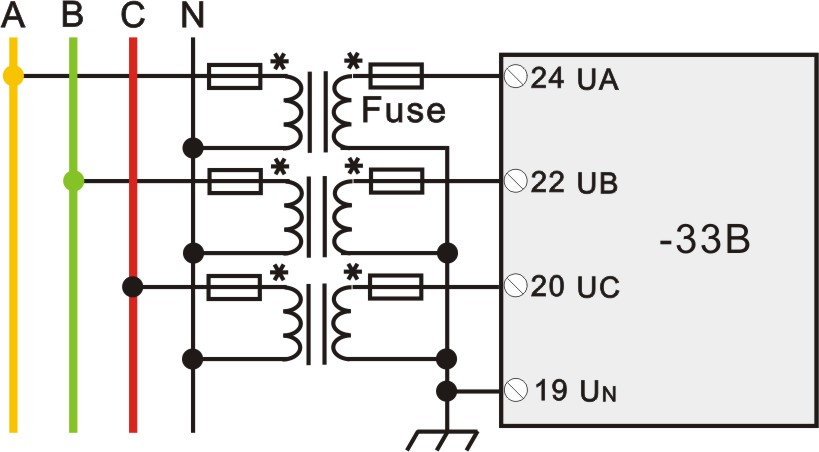 A B C N
* *
24 UA
Fuse
* *
22 UB
-33B
* *
20 UC
19 UN